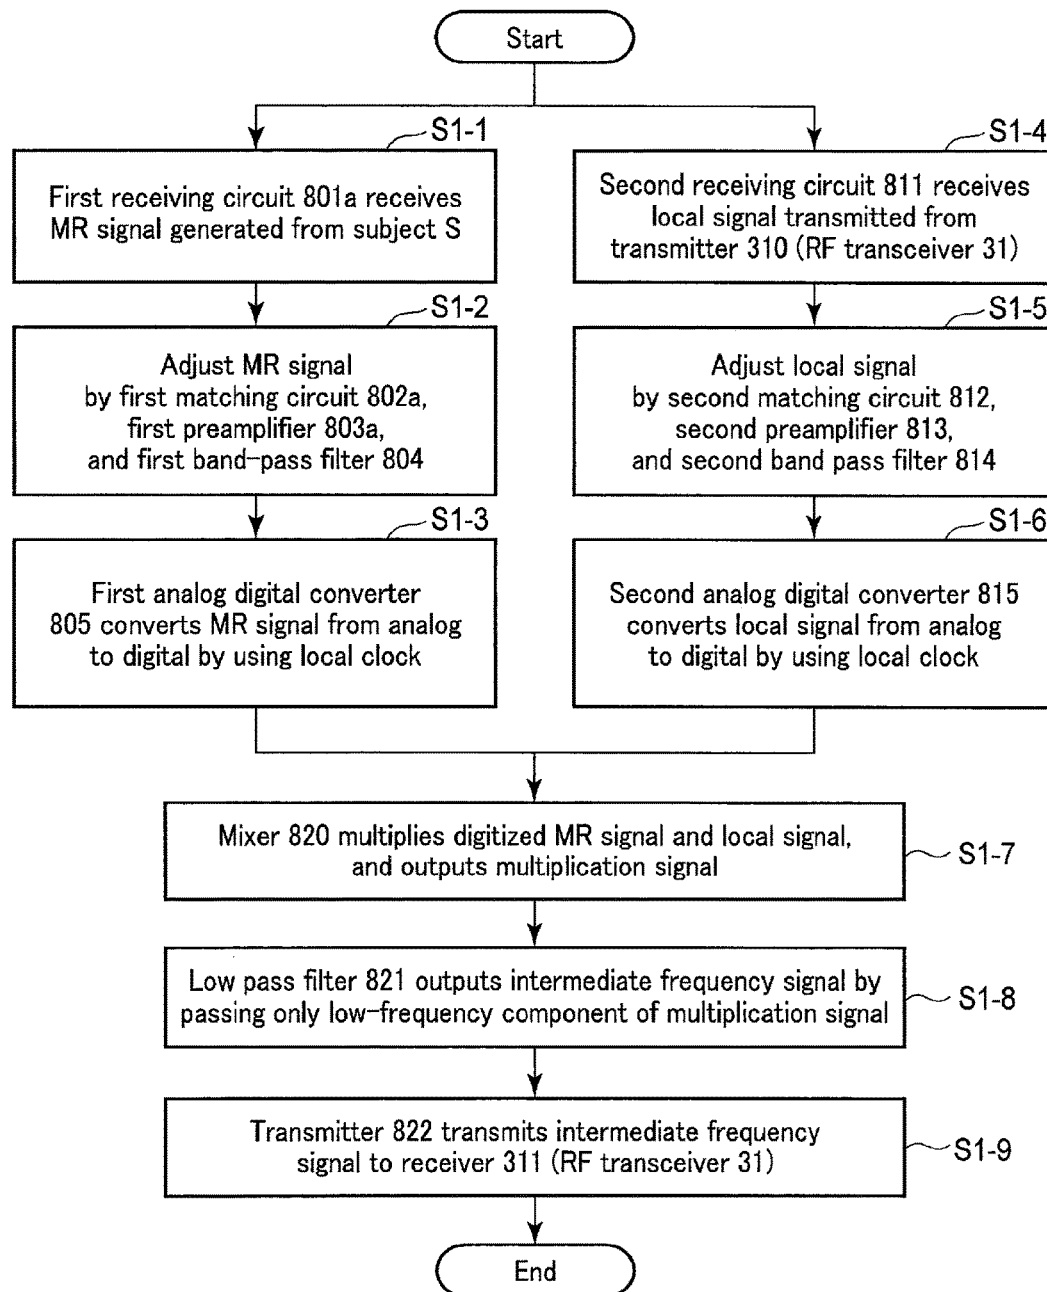 Start
S1-1
First receiving circuit 801a receives
MR signal generated from subject S
S1-2
Adjust MR signal
by first matching circuit 802a,
first preamplifier 803a,
and first band-pass filter 804
S1-3
First analog digital converter
805 converts MR signal from analog
to digital by using local clock
S1-4
Second receiving circuit 811 receives
local signal transmitted from
transmitter 310 (RF transceiver 31)
S1-5
Adjust local signal
by second matching circuit 812,
second preamplifier 813,
and second band pass filter 814
S1-6
Second analog digital converter 815
converts local signal from analog
to digital by using local clock
Mixer 820 multiplies digitized MR signal and local signal,
and outputs multiplication signal
S1-7
Low pass filter 821 outputs intermediate frequency signal by
passing only low-frequency component of multiplication signal
S1-8
Transmitter 822 transmits intermediate frequency
signal to receiver 311 (RF transceiver 31)
S1-9
End